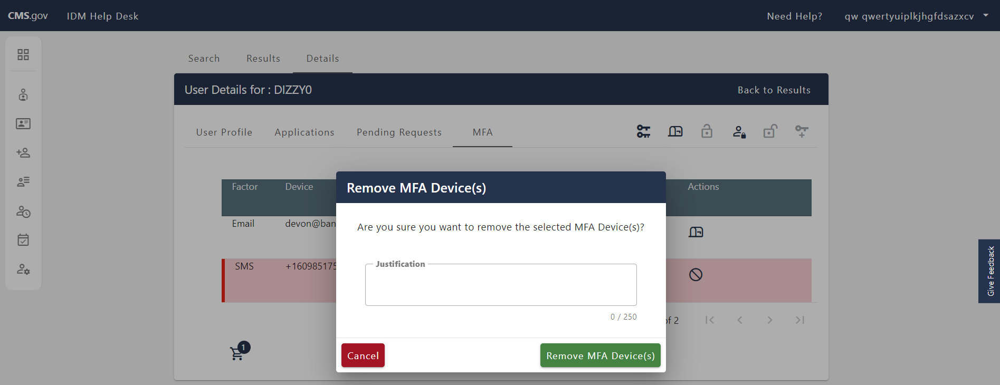 CMS.gov IDM Help Desk Need Help? qw qwertyuiplkjhgfdsazxcv
Search Results Details
User Details for : DIZZY0 Back to Results
User Profile Applications Pending Requests MFA
Factor Device Actions
Email devon@ban
SMS +160985175
of 2
1
Remove MFA Device(s)
Are you sure you want to remove the selected MFA Device(s)?
Justification
0 / 250
Cancel Remove MFA Device(s)
Give Feedback